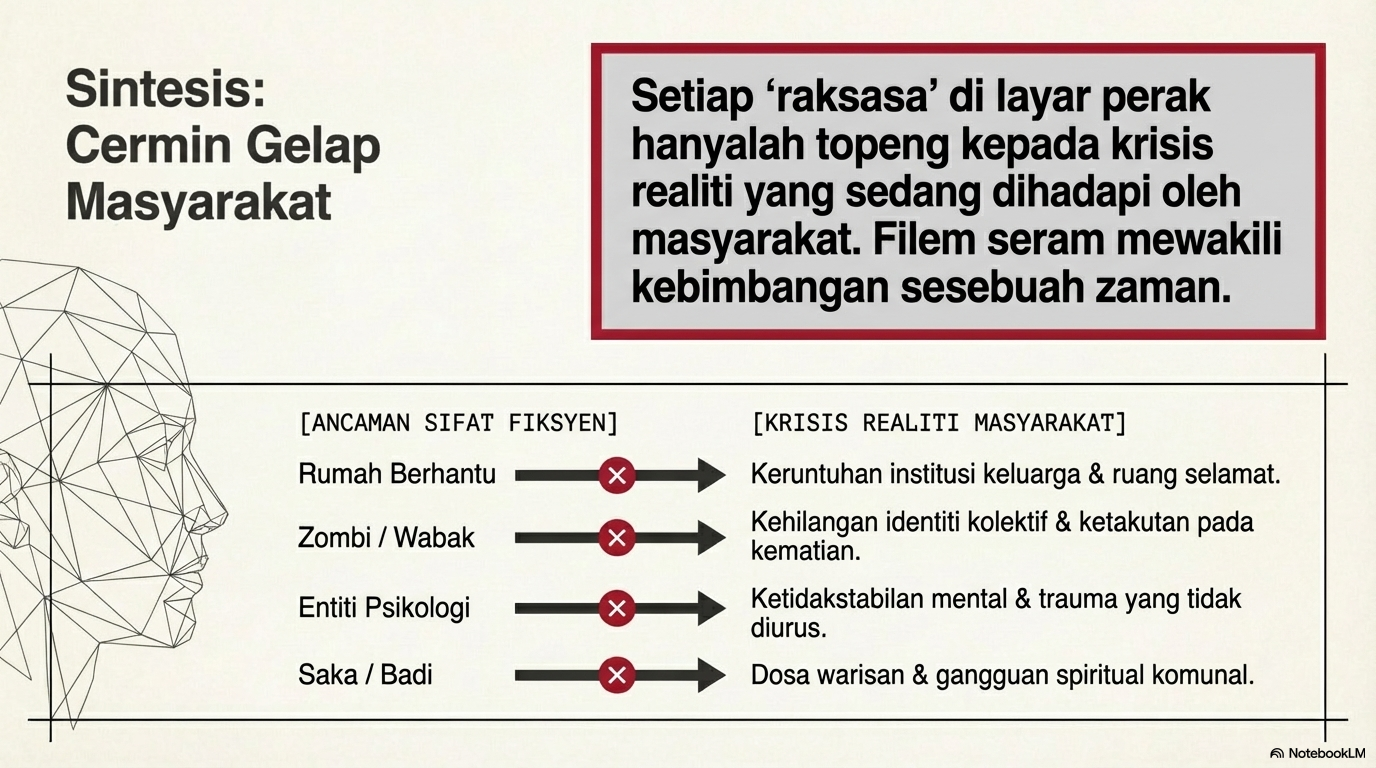 Sintesis:
Cermin Gelap
Masyarakat
Setiap ‘raksasa’ di layar perak
hanyalah topeng kepada krisis
realiti yang sedang dihadapi oleh
masyarakat. Filem seram mewakili
kebimbangan sesebuah zaman.
[ANCAMAN SIFAT FIKSYEN]
[KRISIS REALITI MASYARAKAT]
Rumah Berhantu
Keruntuhan institusi keluarga & ruang selamat.
Zombi / Wabak
Kehilangan identiti kolektif & ketakutan pada
kematian.
Entiti Psikologi
Ketidakstabilan mental & trauma yang tidak
diurus.
Saka / Badi
Dosa warisan & gangguan spiritual komunal.
NotebookLM